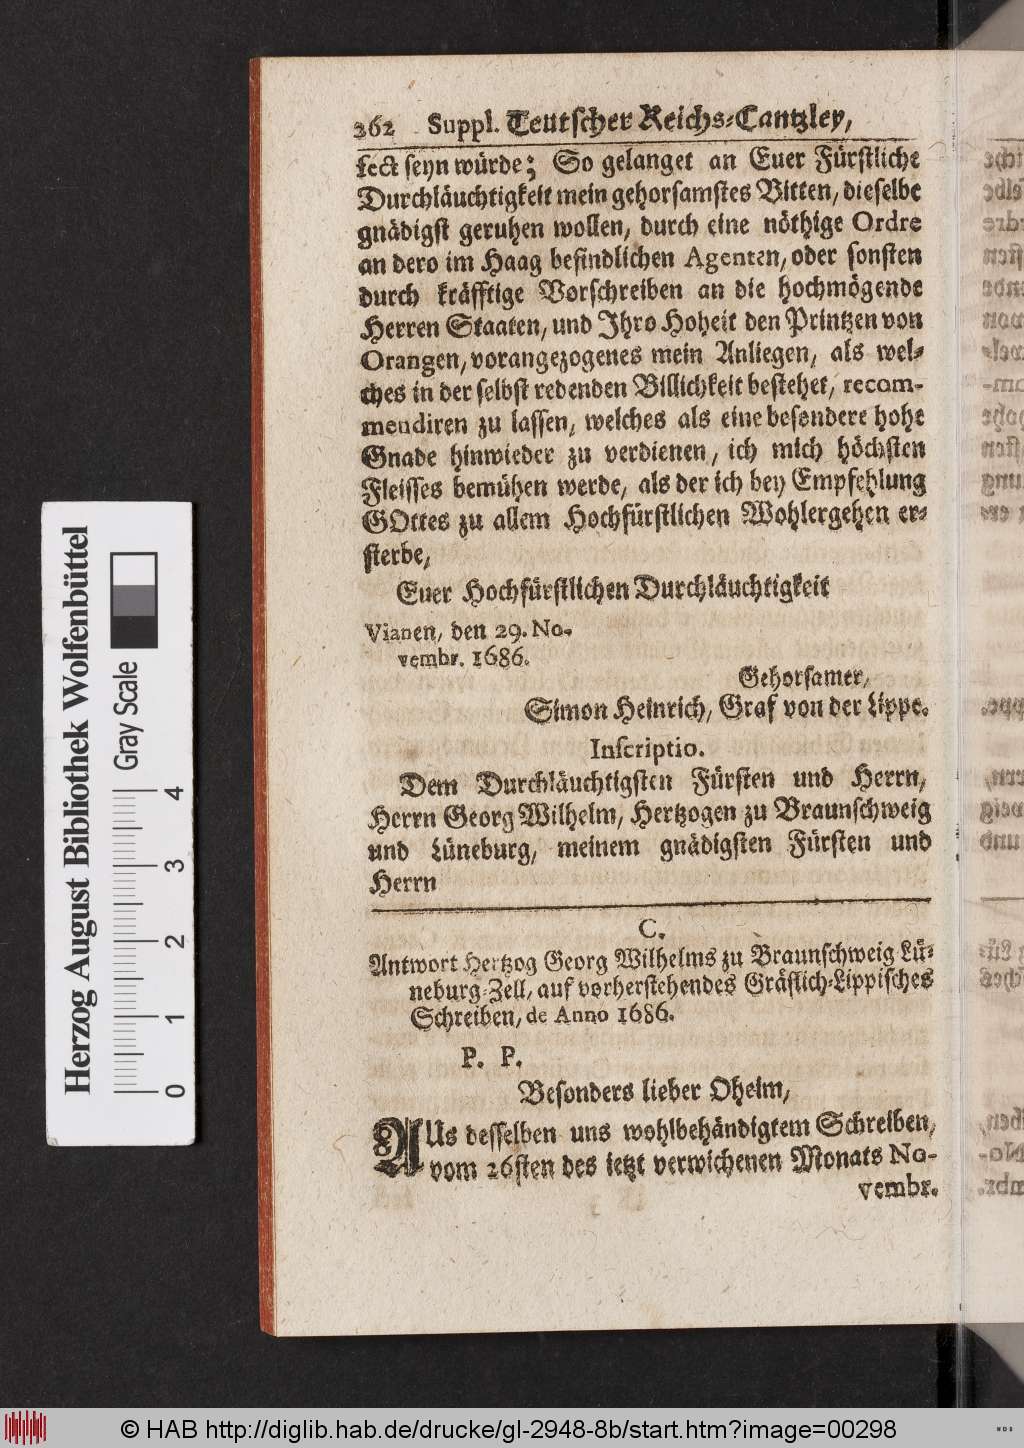 262 Suppl. Teutscher Reichs-Cantzley,
fect seyn würde; So gelanget an Euer Fürstliche
Durchläuchtigkeit mein gehorsamstes Bitten, dieselbe
gnädigst geruhen wollen, durch eine nöthige Ordre
an dero im Haag befindlichen Agenten, oder sonsten
durch kräfftige Vorschreiben an die hochmögende
Herren Staaten, und Ihro Hoheit den Printzen von
Orangen, vorangezogenes mein Anliegen, als wel-
ches in der selbst redenden Billichkeit bestehet, recom-
mendiren zu lassen, welches als eine besondere hohe
Gnade hinwieder zu verdienen, ich mich höchsten
Fleisses bemühen werde, als der ich bey Empfehlung
GOttes zu allem Hochfürstlichen Wohlergehen er-
sterbe,
Euer Hochfürstlichen Durchläuchtigkeit
Vianen, den 29. No-
vembr. 1686.
Gehorsamer,
Simon Heinrich, Graf von der Lippe.
Inscriptio.
Dem Durchläuchtigsten Fürsten und Herrn,
Herrn Georg Wilhelm, Hertzogen zu Braunschweig
und Lüneburg, meinem gnädigsten Fürsten und
Herrn
C.
Antwort Hertzog Georg Wilhelms zu Braunschweig Lü-
neburg-Zell, auf vorherstehendes Gräflich-Lippisches
Schreiben, de Anno 1686.
P. P.
Besonders lieber Oheim,
AUs desselben uns wohlbehändigtem Schreiben,
vom 26sten des ietzt verwichenen Monats No-
vembr.
Herzog August Bibliothek Wolfenbüttel
Gray Scale
0 1 2 3 4
© HAB http://diglib.hab.de/drucke/gl-2948-8b/start.htm?image=00298